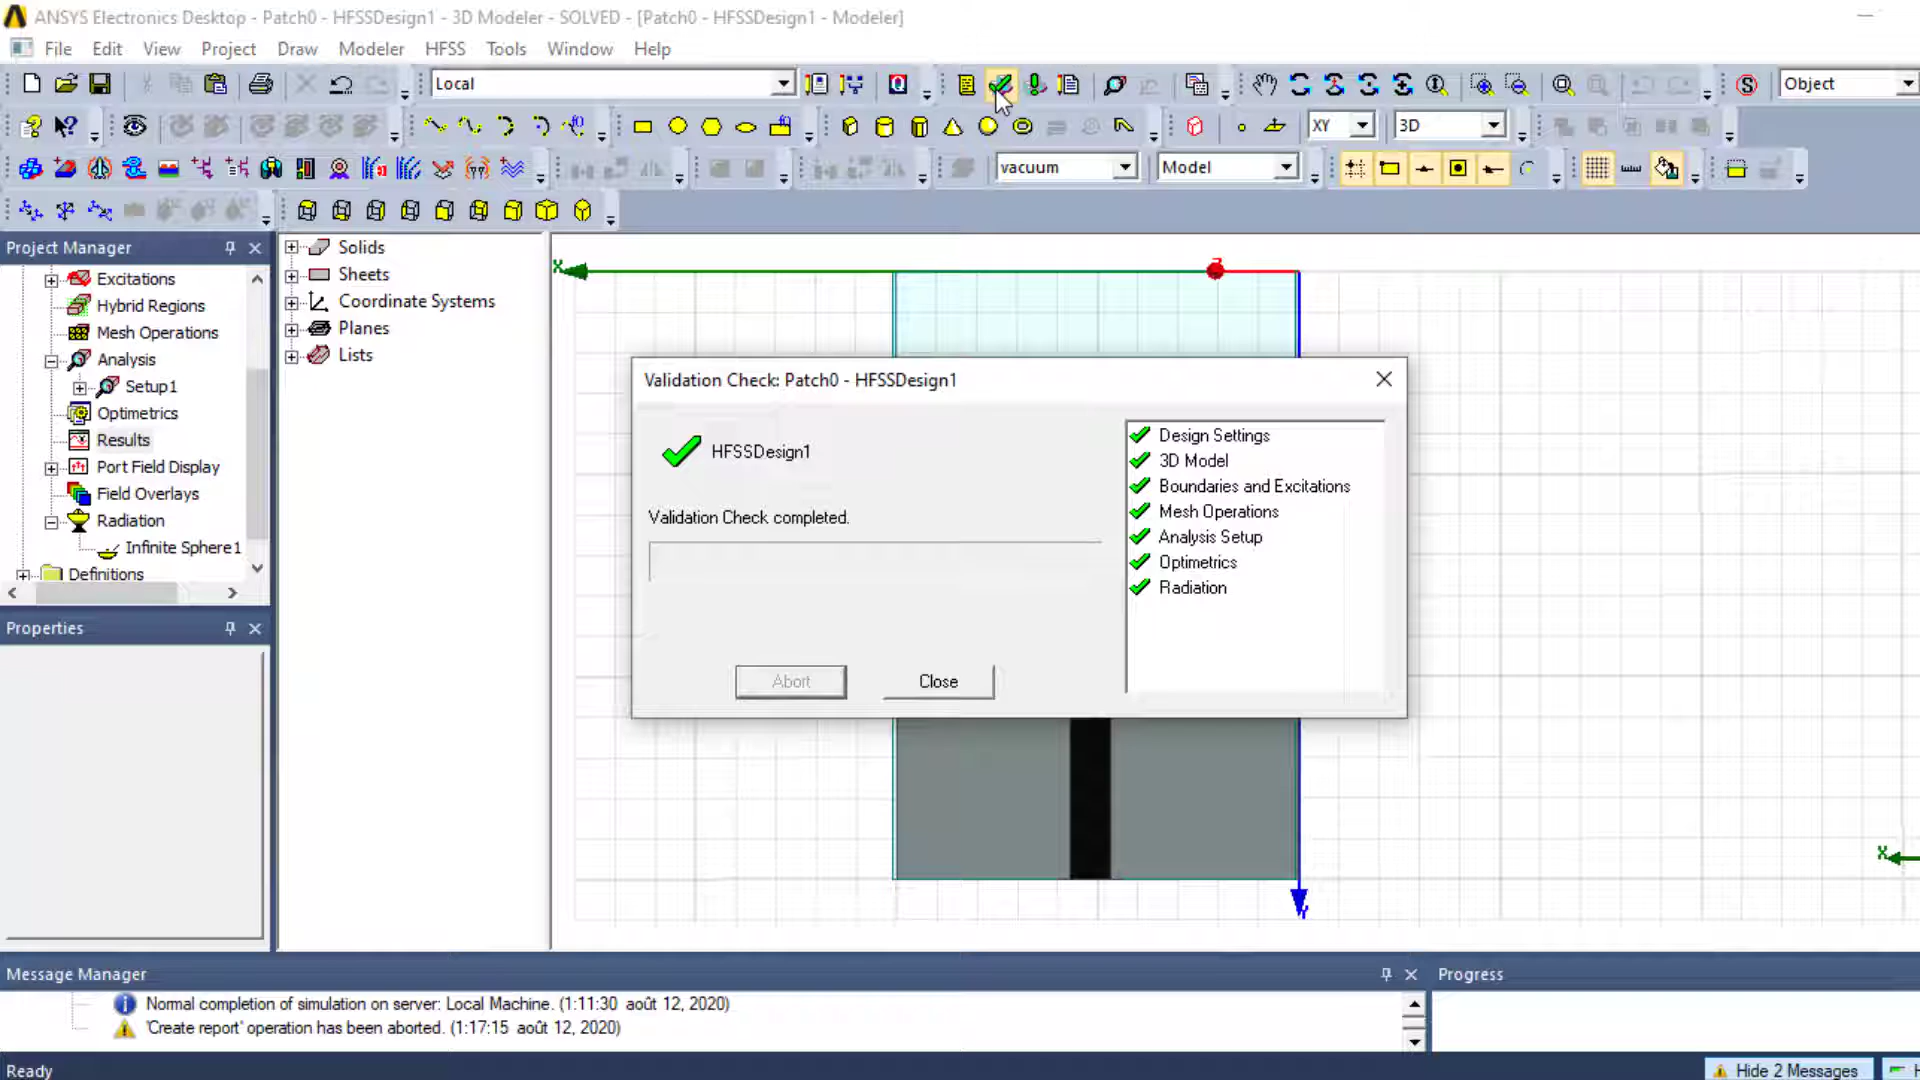 ANSYS Electronics Desktop - Patch0 - HFSSDesign1 - 3D Modeler - SOLVED - [Patch0 - HFSSDesign1 - Modeler]
File Edit View Project Draw Modeler HFSS Tools Window Help
Local
Object
XY
3D
vacuum
Model
Project Manager
Excitations
Hybrid Regions
Mesh Operations
Analysis
Setup1
Optimetrics
Results
Port Field Display
Field Overlays
Radiation
Infinite Sphere1
Definitions
Properties
Solids
Sheets
Coordinate Systems
Planes
Lists
X
Z
Validation Check: Patch0 - HFSSDesign1
HFSSDesign1
Validation Check completed.
Abort
Close
Design Settings
3D Model
Boundaries and Excitations
Mesh Operations
Analysis Setup
Optimetrics
Radiation
X
Y
Message Manager
Normal completion of simulation on server: Local Machine. (1:11:30 août 12, 2020)
'Create report' operation has been aborted. (1:17:15 août 12, 2020)
Progress
Ready
Hide 2 Messages